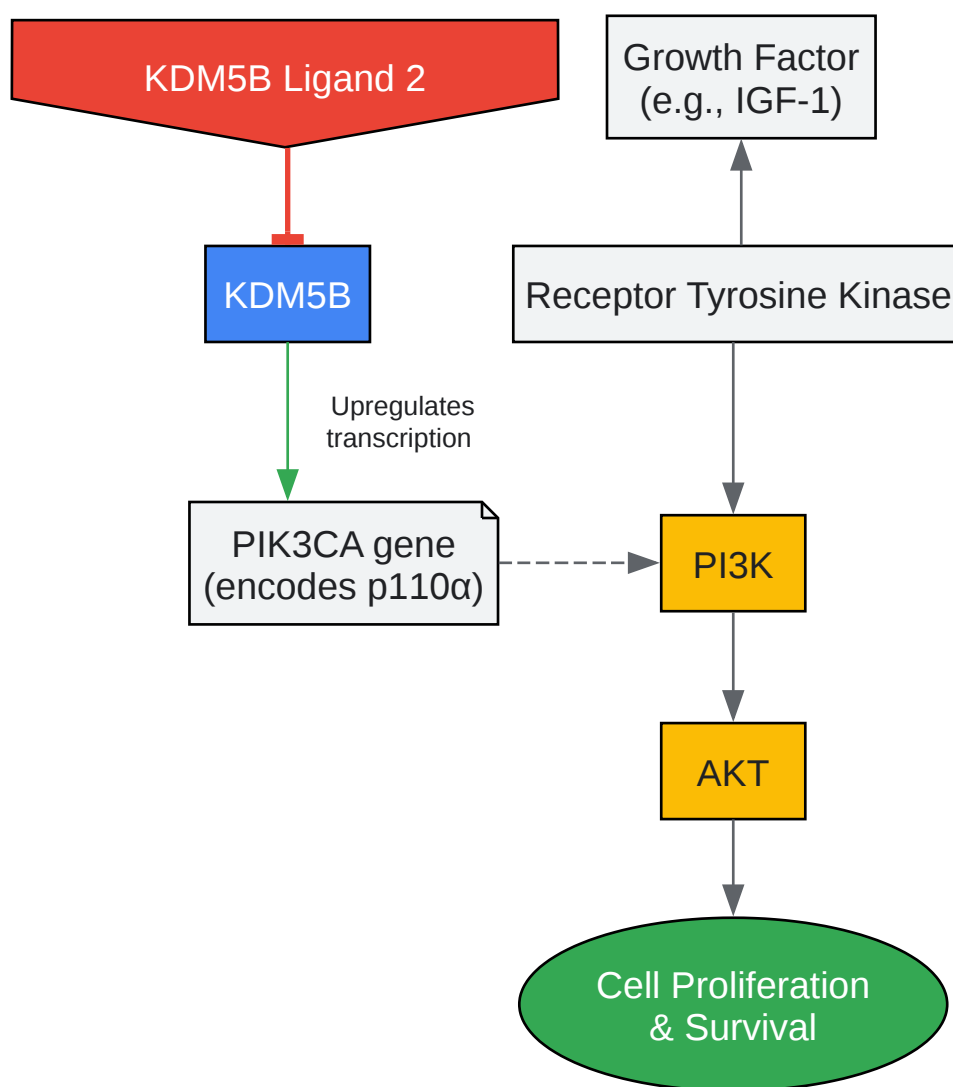 KDM5B Ligand 2
Growth Factor
(e.g., IGF-1)
KDM5B
Receptor Tyrosine Kinase
Upregulates
transcription
PIK3CA gene
(encodes p110α)
PI3K
AKT
Cell Proliferation
& Survival